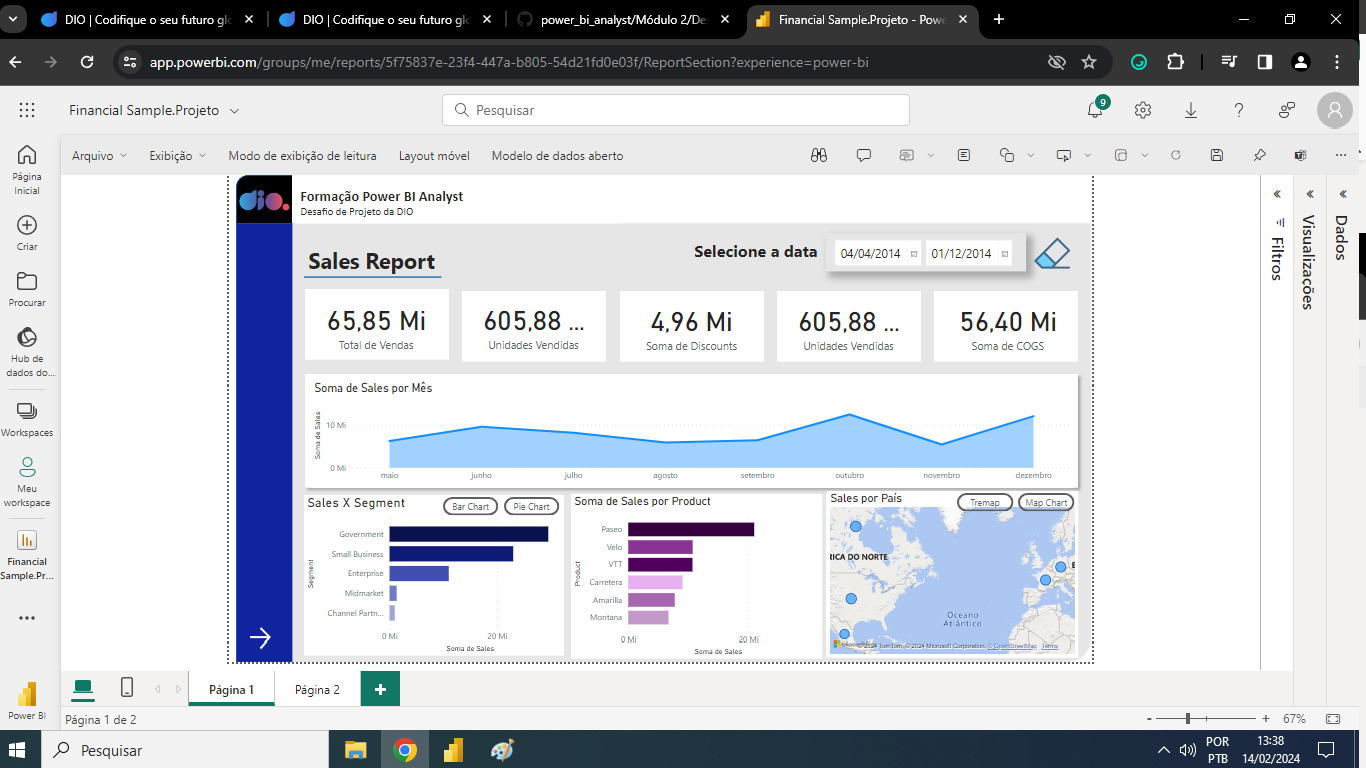 DIO | Codifique o seu futuro glo
DIO | Codifique o seu futuro glo
power_bi_analyst/Módulo 2/De
Financial Sample.Projeto - Powe
app.powerbi.com/groups/me/reports/5f75837e-23f4-447a-b805-54d21fd0e03f/ReportSection?experience=power-bi
Financial Sample.Projeto
Pesquisar
9
Arquivo
Exibição
Modo de exibição de leitura
Layout móvel
Modelo de dados aberto
Página
Inicial
Criar
Procurar
Hub de
dados do...
Workspaces
Meu
workspace
Financial
Sample.Pr...
Power BI
dio.
Formação Power BI Analyst
Desafio de Projeto da DIO
Sales Report
Selecione a data
04/04/2014
01/12/2014
65,85 Mi
Total de Vendas
605,88 ...
Unidades Vendidas
4,96 Mi
Soma de Discounts
605,88 ...
Unidades Vendidas
56,40 Mi
Soma de COGS
Soma de Sales por Mês
Soma de Sales
10 Mi
0 Mi
maio
junho
julho
agosto
setembro
outubro
novembro
dezembro
Sales X Segment
Bar Chart
Pie Chart
Segment
Government
Small Business
Enterprise
Midmarket
Channel Partn...
0 Mi
20 Mi
Soma de Sales
Soma de Sales por Product
Product
Paseo
Velo
VTT
Carretera
Amarilla
Montana
0 Mi
20 Mi
Soma de Sales
Sales por País
Tremap
Map Chart
RICA DO NORTE
E
Oceano
Atlântico
© 2024 TomTom, © 2024 Microsoft Corporation, © OpenStreetMap Terms
Filtros
Visualizações
Dados
Página 1
Página 2
Página 1 de 2
- + 67%
Pesquisar
POR
PTB
13:38
14/02/2024